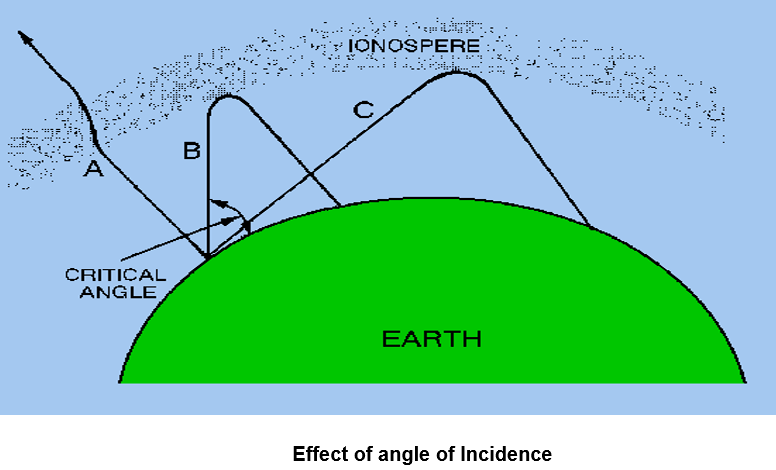 IONOSPERE
C
B
A
CRITICAL
ANGLE
EARTH
Effect of angle of Incidence